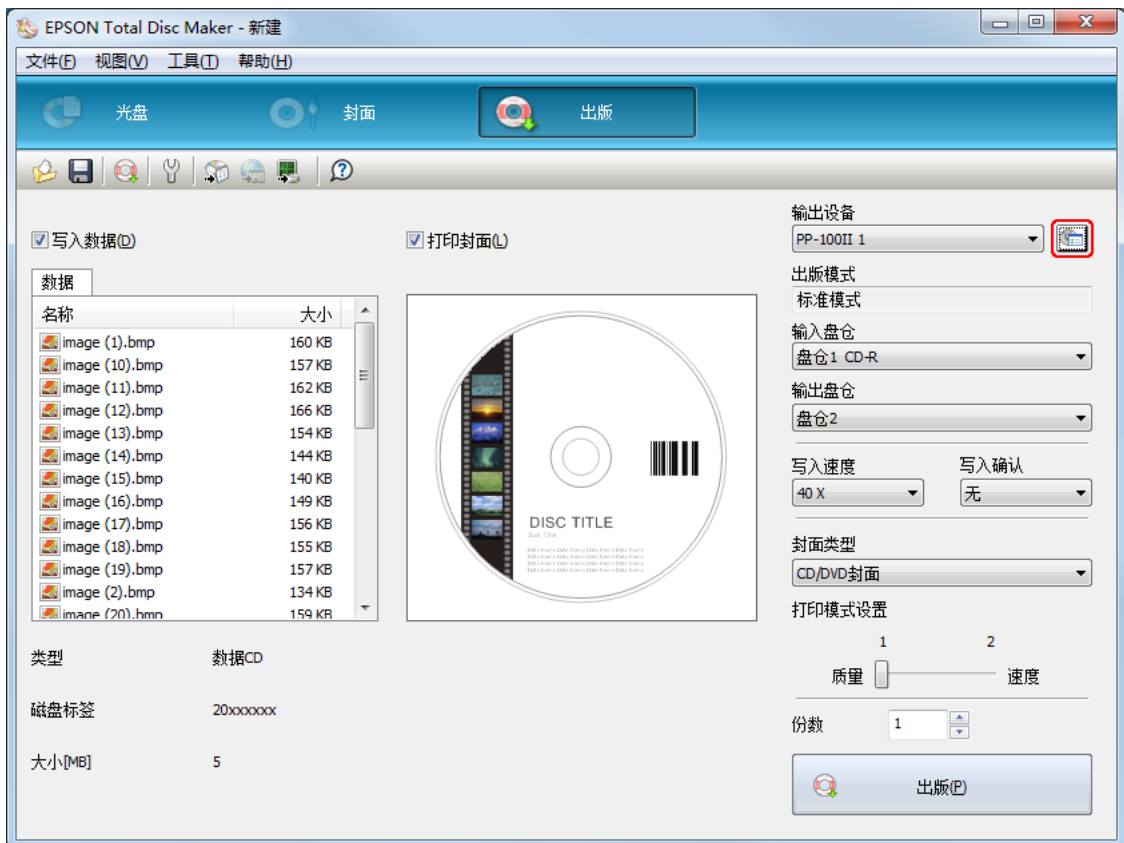 EPSON Total Disc Maker - 新建
文件(F) 视图(V) 工具(T) 帮助(H)
光盘 封面 出版
写入数据(D)
打印封面(L)
数据
名称 大小
image (1).bmp 160 KB
image (10).bmp 157 KB
image (11).bmp 162 KB
image (12).bmp 166 KB
image (13).bmp 154 KB
image (14).bmp 144 KB
image (15).bmp 140 KB
image (16).bmp 149 KB
image (17).bmp 156 KB
image (18).bmp 155 KB
image (19).bmp 157 KB
image (2).bmp 134 KB
image (20).bmp 159 KB
DISC TITLE
Sub Title
类型 数据CD
磁盘标签 20xxxxxx
大小[MB] 5
输出设备
PP-100II 1
出版模式
标准模式
输入盘仓
盘仓1 CD-R
输出盘仓
盘仓2
写入速度 写入确认
40 X 无
封面类型
CD/DVD封面
打印模式设置
1 2
质量 速度
份数 1
出版(P)